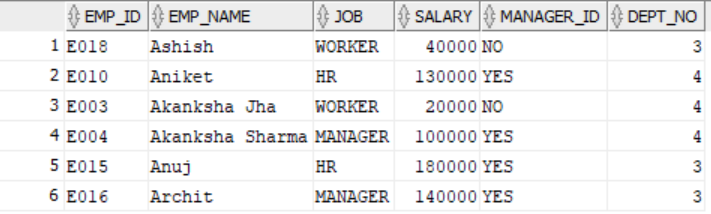 EMP_ID EMP_NAME JOB SALARY MANAGER_ID DEPT_NO
1 E018 Ashish WORKER 40000 NO 3
2 E010 Aniket HR 130000 YES 4
3 E003 Akanksha Jha WORKER 20000 NO 4
4 E004 Akanksha Sharma MANAGER 100000 YES 4
5 E015 Anuj HR 180000 YES 3
6 E016 Archit MANAGER 140000 YES 3